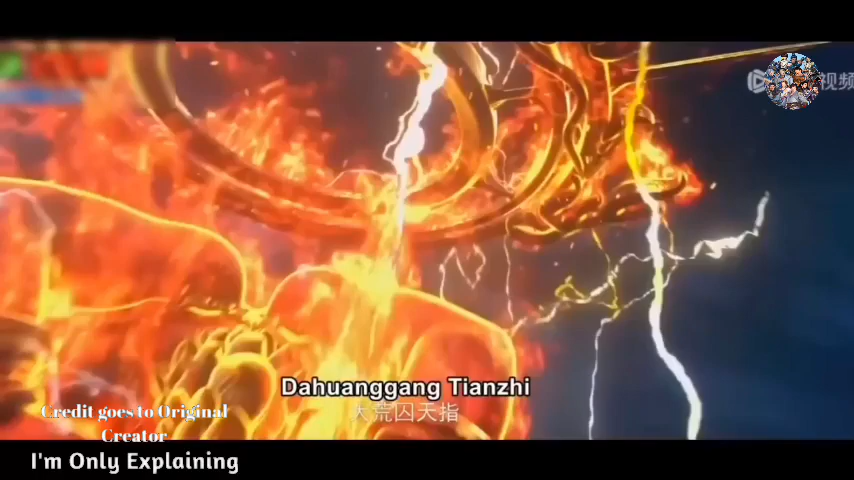 视频
Dahuanggang Tianzhi
大荒囚天指
Credit goes to Original
Creator
I'm Only Explaining